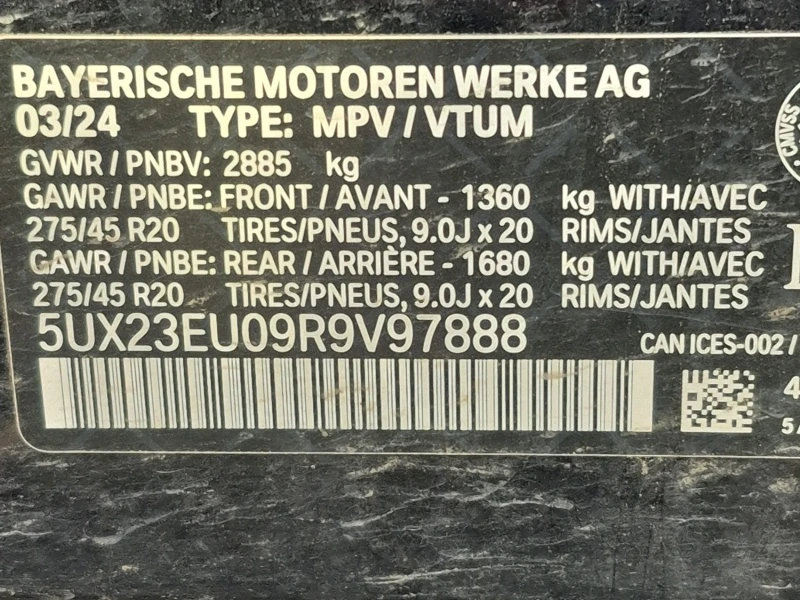 BAYERISCHE MOTOREN WERKE AG
03/24 TYPE: MPV / VTUM
GVWR / PNBV: 2885 kg
GAWR / PNBE: FRONT / AVANT - 1360 kg WITH/AVEC
275/45 R20 TIRES/PNEUS, 9.0J x 20 RIMS/JANTES
GAWR / PNBE: REAR / ARRIÈRE - 1680 kg WITH/AVEC
275/45 R20 TIRES/PNEUS, 9.0J x 20 RIMS/JANTES
5UX23EU09R9V97888
CAN ICES-002 /
CMVSS